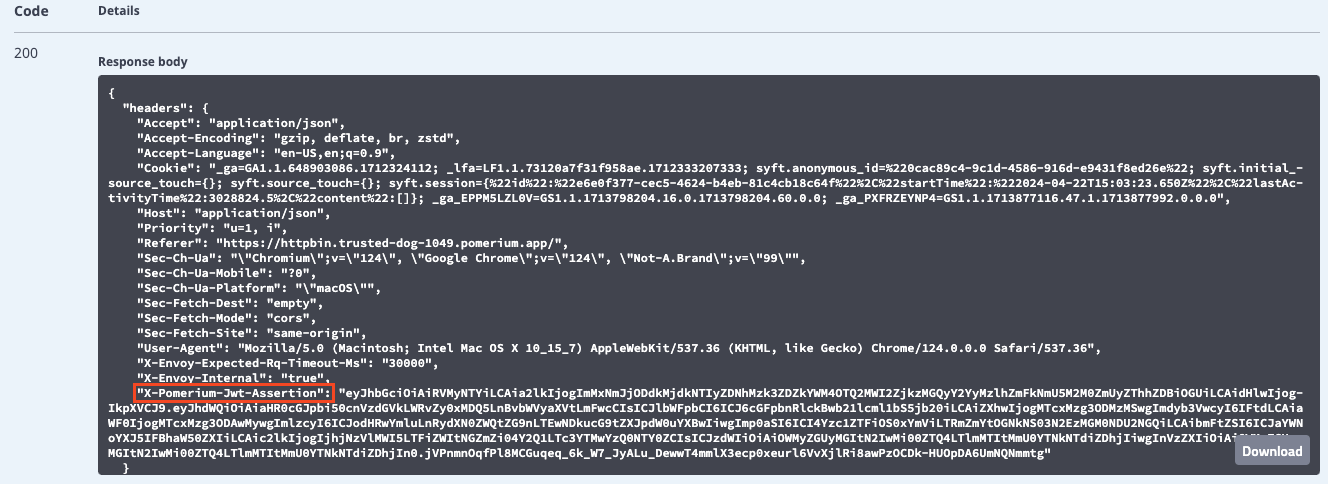 Code Details
200
Response body
{
"headers": {
"Accept": "application/json",
"Accept-Encoding": "gzip, deflate, br, zstd",
"Accept-Language": "en-US,en;q=0.9",
"Cookie": "_ga=GA1.1.648903086.1712324112; _lfa=LF1.1.73120a7f31f958ae.1712333207333; syft.anonymous_id=%220cac89c4-9c1d-4586-916d-e9431f8ed26e%22; syft.initial_-
source_touch={}; syft.source_touch={}; syft.session={%22id%22:%22e6e0f377-cec5-4624-b4eb-81c4cb18c64f%22%2C%22startTime%22:%222024-04-22T15:03:23.650Z%22%2C%22lastAc-
tivityTime%22:3028824.5%2C%22content%22:[]}; _ga_EPPM5LZL0V=GS1.1.1713798204.16.0.1713798204.60.0.0; _ga_PXFRZEYNP4=GS1.1.1713877116.47.1.1713877992.0.0.0",
"Host": "application/json",
"Priority": "u=1, i",
"Referer": "https://httpbin.trusted-dog-1049.pomerium.app/",
"Sec-Ch-Ua": "\"Chromium\";v=\"124\", \"Google Chrome\";v=\"124\", \"Not-A.Brand\";v=\"99\"",
"Sec-Ch-Ua-Mobile": "?0",
"Sec-Ch-Ua-Platform": "\"macOS\"",
"Sec-Fetch-Dest": "empty",
"Sec-Fetch-Mode": "cors",
"Sec-Fetch-Site": "same-origin",
"User-Agent": "Mozilla/5.0 (Macintosh; Intel Mac OS X 10_15_7) AppleWebKit/537.36 (KHTML, like Gecko) Chrome/124.0.0.0 Safari/537.36",
"X-Envoy-Expected-Rq-Timeout-Ms": "30000",
"X-Envoy-Internal": "true",
"X-Pomerium-Jwt-Assertion":
}
Download